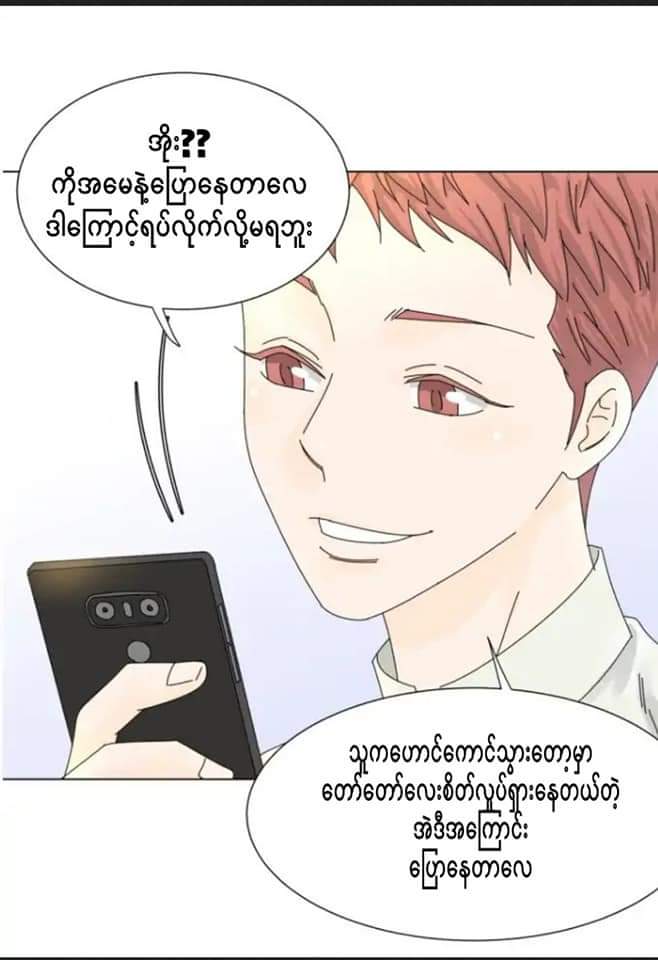 အိုး??
ကိုအမေနဲ့ပြောနေတာလေ
ဒါကြောင့်ရပ်လိုက်လို့မရဘူး
သူကဟောင်ကောင်သွားတော့မှာ
တော်တော်လေးစိတ်လှုပ်ရှားနေတယ်တဲ့
အဲဒီအကြောင်း
ပြောနေတာလေ